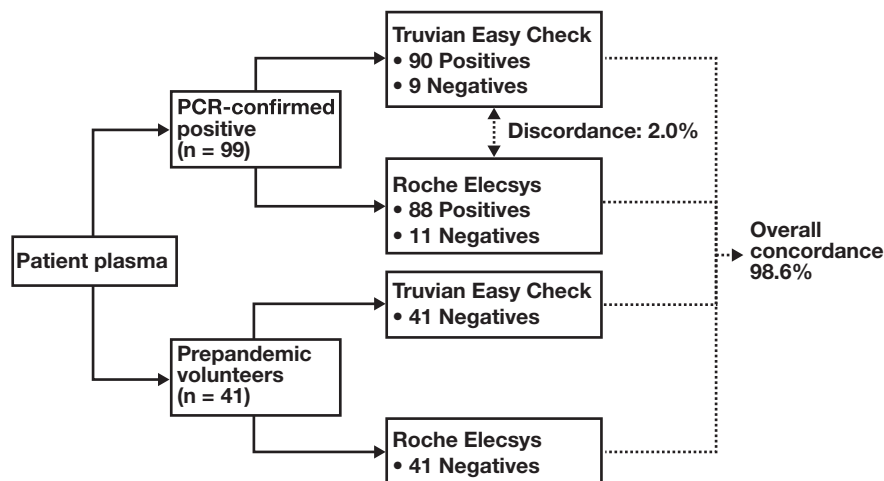 Truvian Easy Check
• 90 Positives
• 9 Negatives
PCR-confirmed
positive
(n = 99)
Discordance: 2.0%
Roche Elecsys
• 88 Positives
• 11 Negatives
Patient plasma
Overall
concordance
98.6%
Truvian Easy Check
• 41 Negatives
Prepandemic
volunteers
(n = 41)
Roche Elecsys
• 41 Negatives